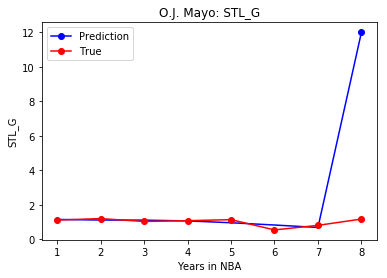 O.J. Mayo: STL_G
Prediction
True
12
10
8
6
4
2
0
STL_G
1 2 3 4 5 6 7 8
Years in NBA